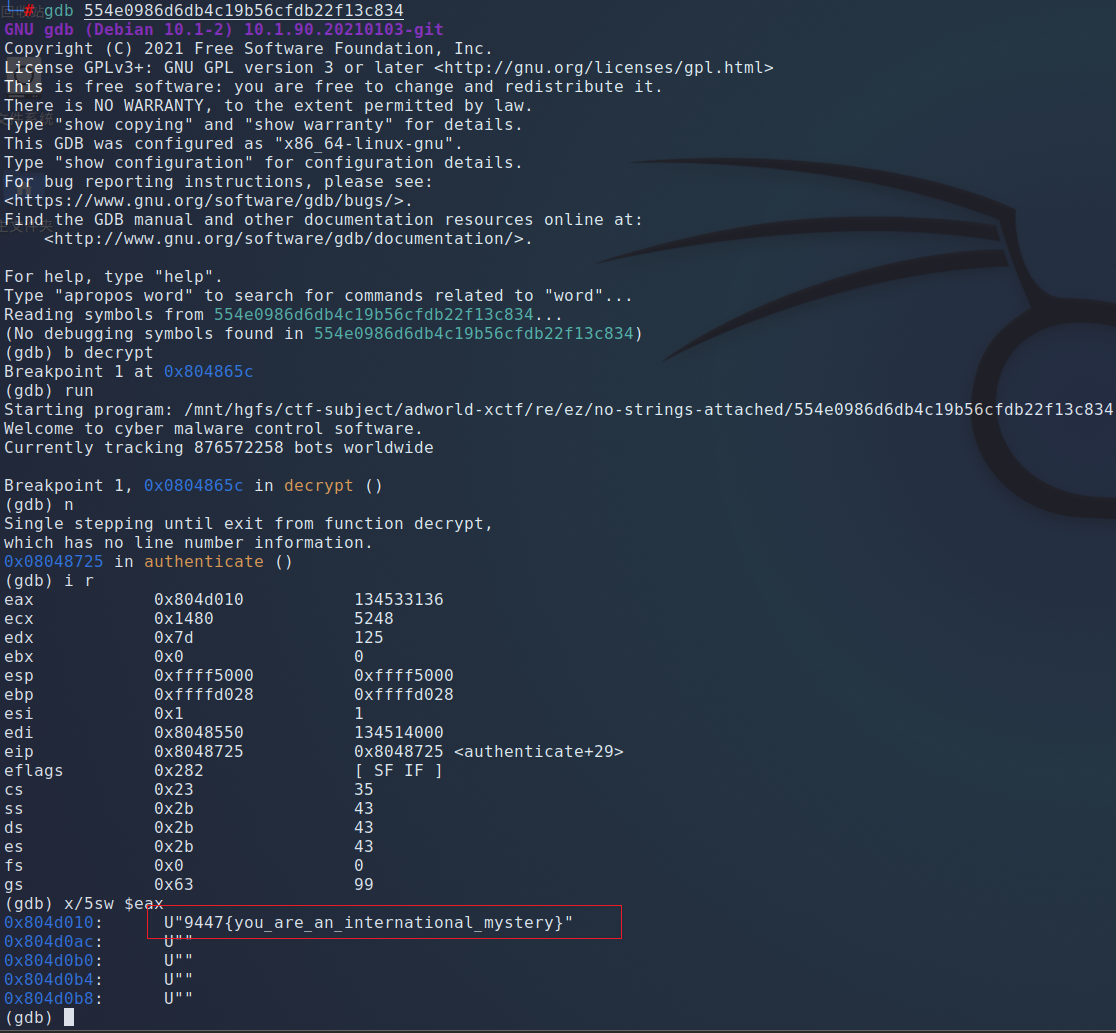 # gdb 554e0986d6db4c19b56cfdb22f13c834
GNU gdb (Debian 10.1-2) 10.1.90.20210103-git
Copyright (C) 2021 Free Software Foundation, Inc.
License GPLv3+: GNU GPL version 3 or later <http://gnu.org/licenses/gpl.html>
This is free software: you are free to change and redistribute it.
There is NO WARRANTY, to the extent permitted by law.
Type "show copying" and "show warranty" for details.
This GDB was configured as "x86_64-linux-gnu".
Type "show configuration" for configuration details.
For bug reporting instructions, please see:
<https://www.gnu.org/software/gdb/bugs/>.
Find the GDB manual and other documentation resources online at:
    <http://www.gnu.org/software/gdb/documentation/>.

For help, type "help".
Type "apropos word" to search for commands related to "word"...
Reading symbols from 554e0986d6db4c19b56cfdb22f13c834...
(No debugging symbols found in 554e0986d6db4c19b56cfdb22f13c834)
(gdb) b decrypt
Breakpoint 1 at 0x804865c
(gdb) run
Starting program: /mnt/hgfs/ctf-subject/adworld-xctf/re/ez/no-strings-attached/554e0986d6db4c19b56cfdb22f13c834
Welcome to cyber malware control software.
Currently tracking 876572258 bots worldwide

Breakpoint 1, 0x0804865c in decrypt ()
(gdb) n
Single stepping until exit from function decrypt,
which has no line number information.
0x08048725 in authenticate ()
(gdb) i r
eax            0x804d010           134533136
ecx            0x1480              5248
edx            0x7d                125
ebx            0x0                 0
esp            0xffff5000          0xffff5000
ebp            0xffffd028          0xffffd028
esi            0x1                 1
edi            0x8048550           134514000
eip            0x8048725           0x8048725 <authenticate+29>
eflags         0x282               [ SF IF ]
cs             0x23                35
ss             0x2b                43
ds             0x2b                43
es             0x2b                43
fs             0x0                 0
gs             0x63                99
(gdb) x/5sw $eax
0x804d010:      U"9447{you_are_an_international_mystery}"
0x804d0ac:      U""
0x804d0b0:      U""
0x804d0b4:      U""
0x804d0b8:      U""
(gdb)